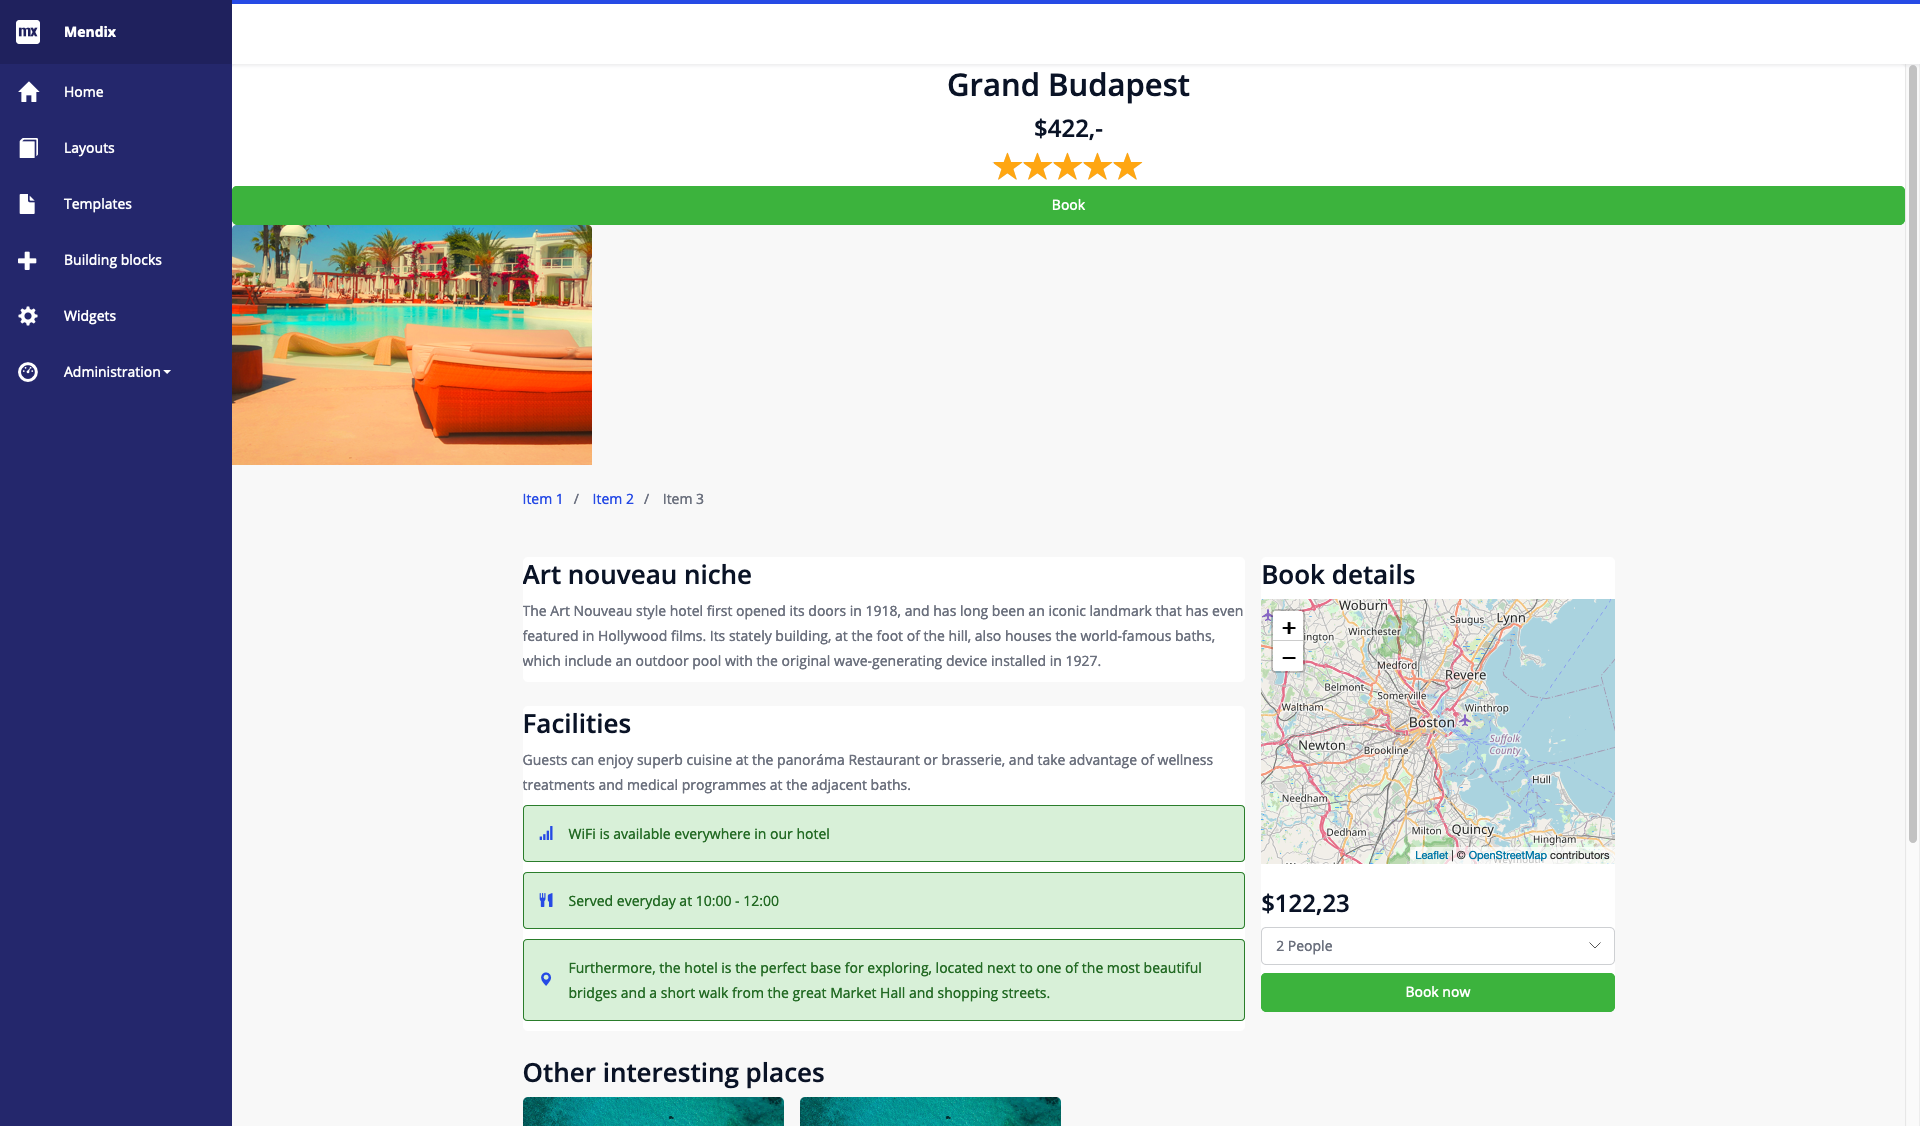 mx
Mendix
Home
Layouts
Templates
Building blocks
Widgets
Administration
Grand Budapest
$422,-
Book
Item 1 / Item 2 / Item 3
Art nouveau niche
The Art Nouveau style hotel first opened its doors in 1918, and has long been an iconic landmark that has even
featured in Hollywood films. Its stately building, at the foot of the hill, also houses the world-famous baths,
which include an outdoor pool with the original wave-generating device installed in 1927.
Facilities
Guests can enjoy superb cuisine at the panoráma Restaurant or brasserie, and take advantage of wellness
treatments and medical programmes at the adjacent baths.
WiFi is available everywhere in our hotel
Served everyday at 10:00 - 12:00
Furthermore, the hotel is the perfect base for exploring, located next to one of the most beautiful
bridges and a short walk from the great Market Hall and shopping streets.
Other interesting places
Book details
+
−
Woburn
Saugus
Lynn
Winchester
ington
Medford
Revere
Belmont
Somerville
Waltham
Winthrop
Boston
Suffolk
County
Newton
Brookline
Hull
Needham
Dedham
Milton
Quincy
Hingham
Leaflet | © OpenStreetMap contributors
$122,23
2 People
Book now